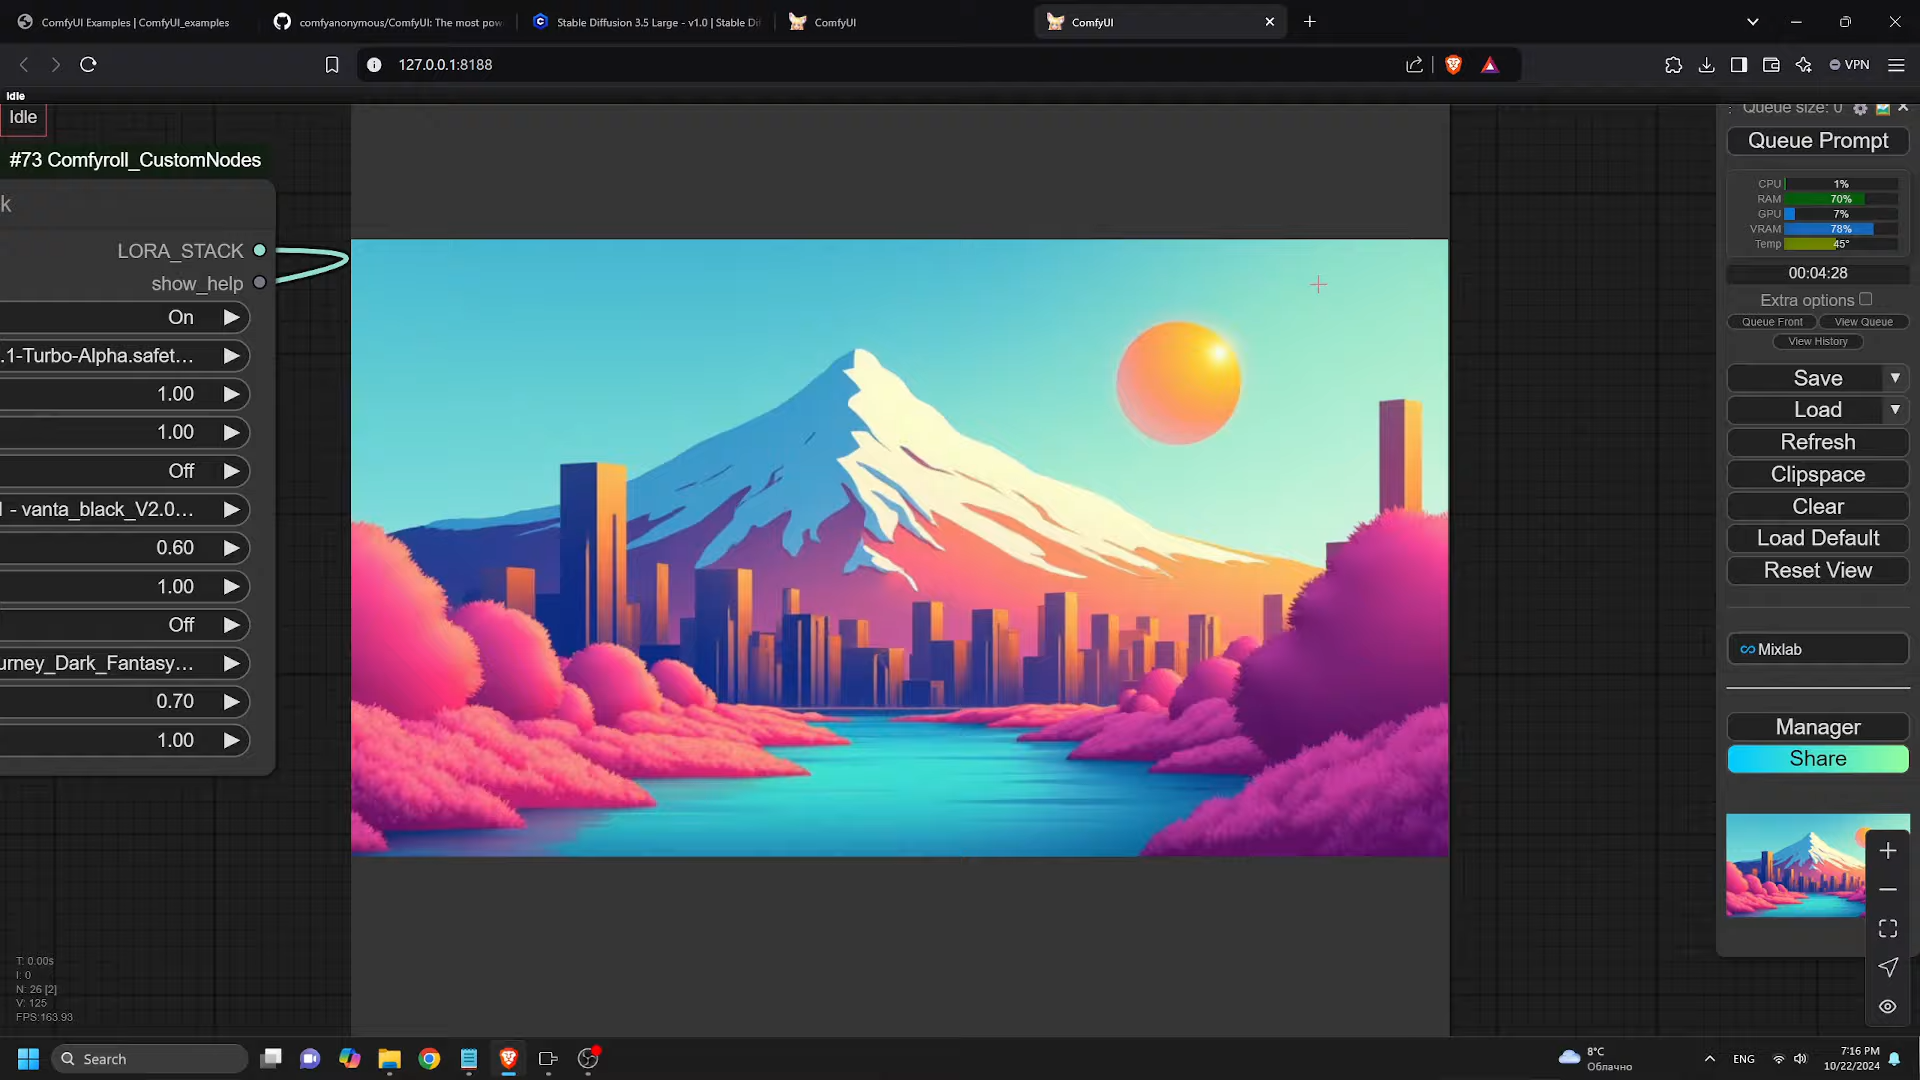 ComfyUI Examples | ComfyUI_examples
comfyanonymous/ComfyUI: The most pow
Stable Diffusion 3.5 Large - v1.0 | Stable Di
ComfyUI
ComfyUI
127.0.0.1:8188
VPN
Idle
Idle
#73 Comfyroll_CustomNodes
k
LORA_STACK
show_help
On
.1-Turbo-Alpha.safet...
1.00
1.00
Off
- vanta_black_V2.0...
0.60
1.00
Off
urney_Dark_Fantasy...
0.70
1.00
T: 0.00s
I: 0
N: 26 [2]
V: 125
FPS:163.93
Queue size: 0
Queue Prompt
CPU 1%
RAM 70%
GPU 7%
VRAM 78%
Temp 45°
00:04:28
Extra options
Queue Front
View Queue
View History
Save
Load
Refresh
Clipspace
Clear
Load Default
Reset View
Mixlab
Manager
Share
Search
8°C
Облачно
ENG
7:16 PM
10/22/2024